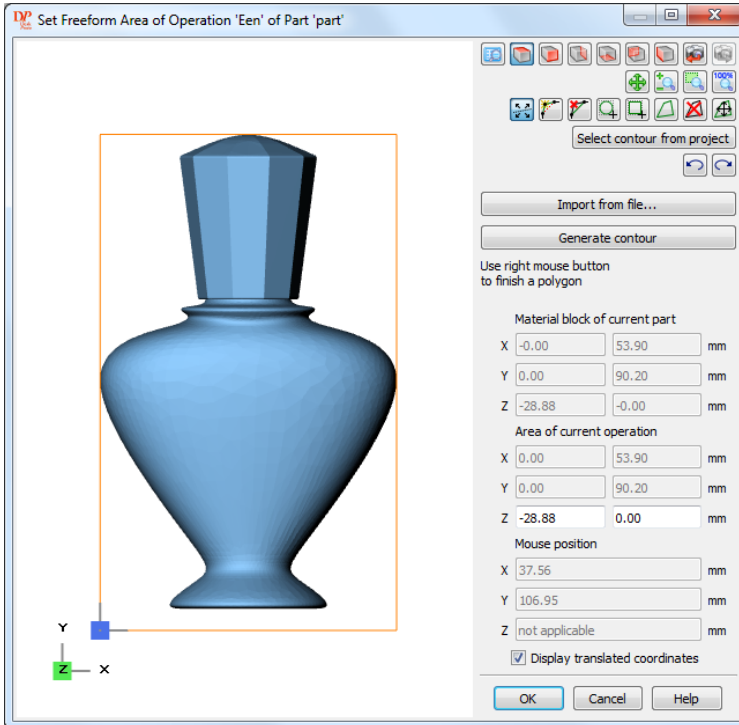 Set Freeform Area of Operation 'Een' of Part 'part'
100%
Select contour from project
Import from file...
Generate contour
Use right mouse button
to finish a polygon
Material block of current part
X -0.00 53.90 mm
Y 0.00 90.20 mm
Z -28.88 -0.00 mm
Area of current operation
X 0.00 53.90 mm
Y 0.00 90.20 mm
Z -28.88 0.00 mm
Mouse position
X 37.56 mm
Y 106.95 mm
Z not applicable mm
Display translated coordinates
OK Cancel Help
Y
Z X